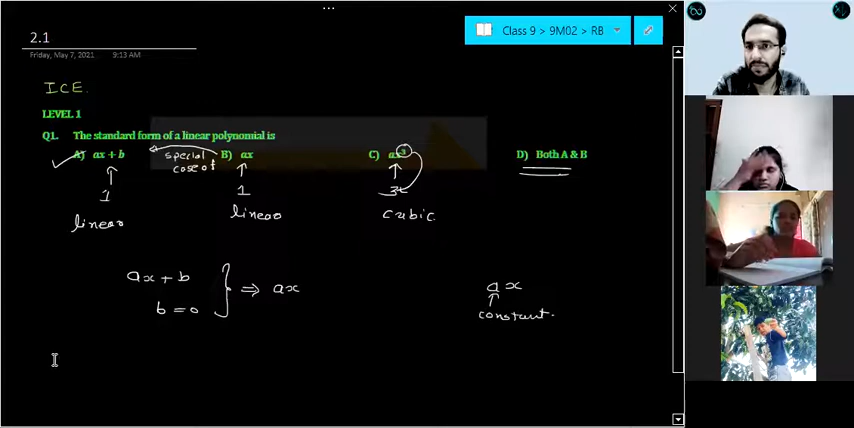 ...
2.1
Class 9 > 9M02 > RB
Friday, May 7, 2021 9:13 AM
ICE.
LEVEL 1
Q1. The standard form of a linear polynomial is
A) ax + b special case of B) ax C) ax³ D) Both A & B
1 1 3
linear linear cubic
ax + b
b = 0 } ⇒ ax
ax
constant.